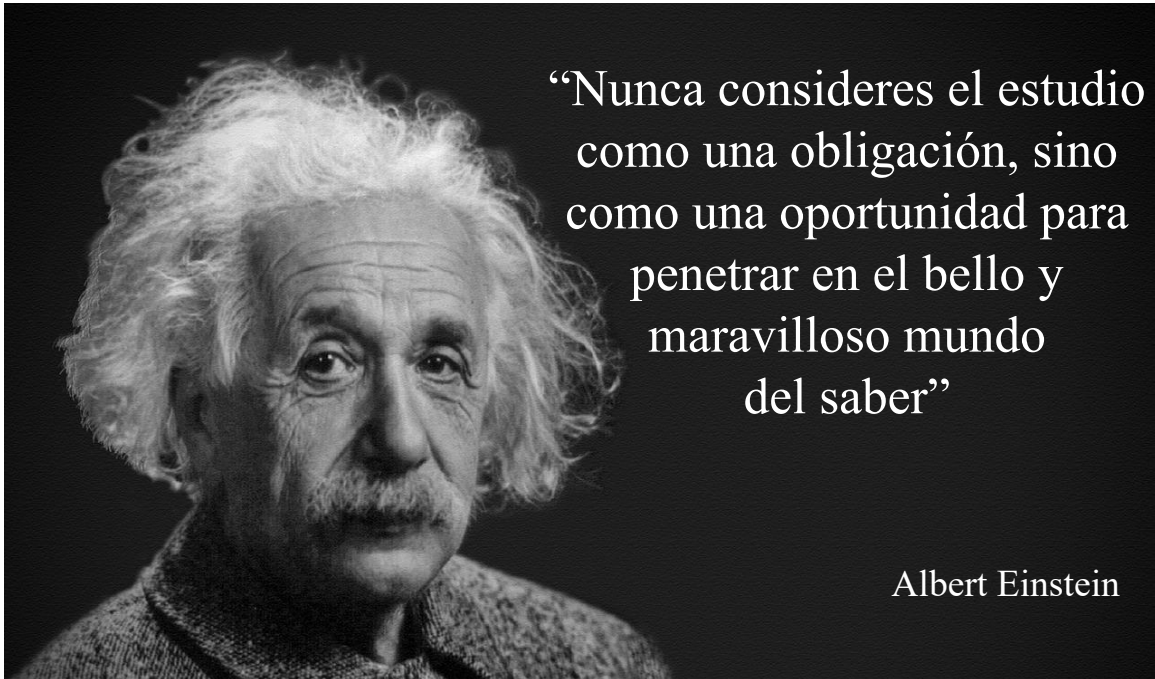 “Nunca consideres el estudio
como una obligación, sino
como una oportunidad para
penetrar en el bello y
maravilloso mundo
del saber”
Albert Einstein